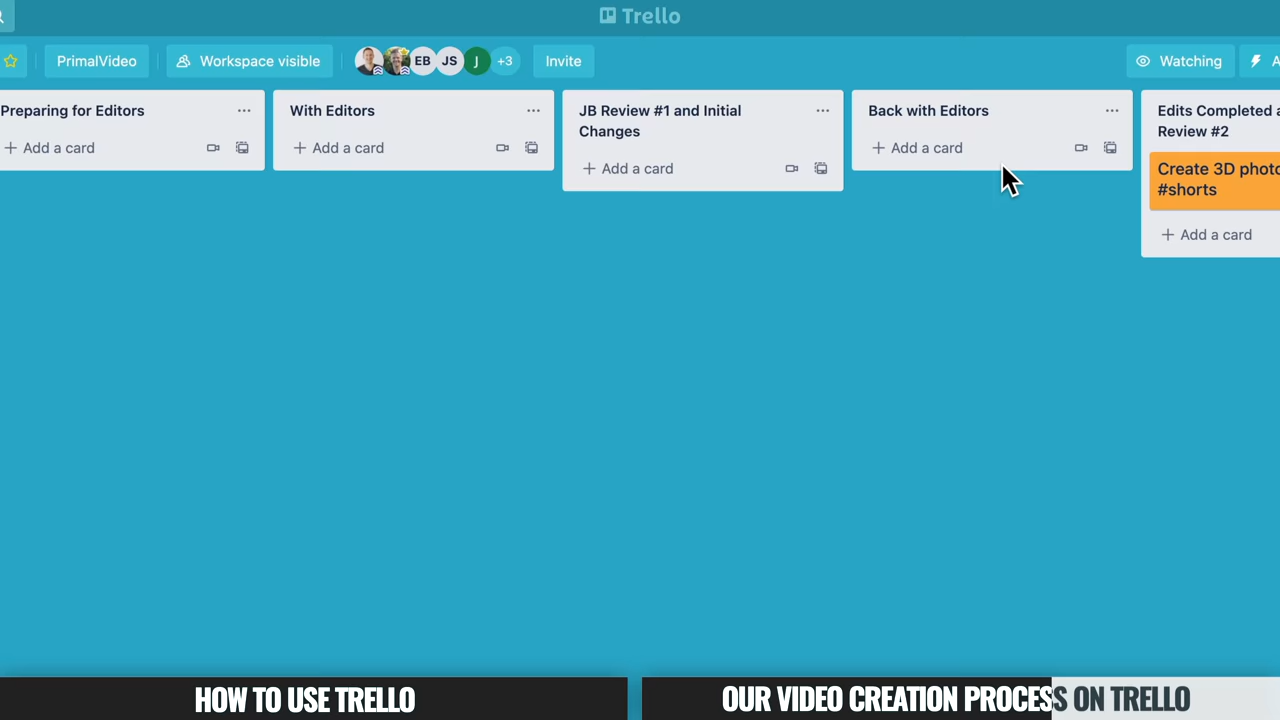 Trello
PrimalVideo
Workspace visible
EB
JS
J
+3
Invite
Watching
Preparing for Editors
Add a card
With Editors
Add a card
JB Review #1 and Initial
Changes
Add a card
Back with Editors
Add a card
Edits Completed
Review #2
Create 3D photo
#shorts
Add a card
HOW TO USE TRELLO
OUR VIDEO CREATION PROCESS ON TRELLO